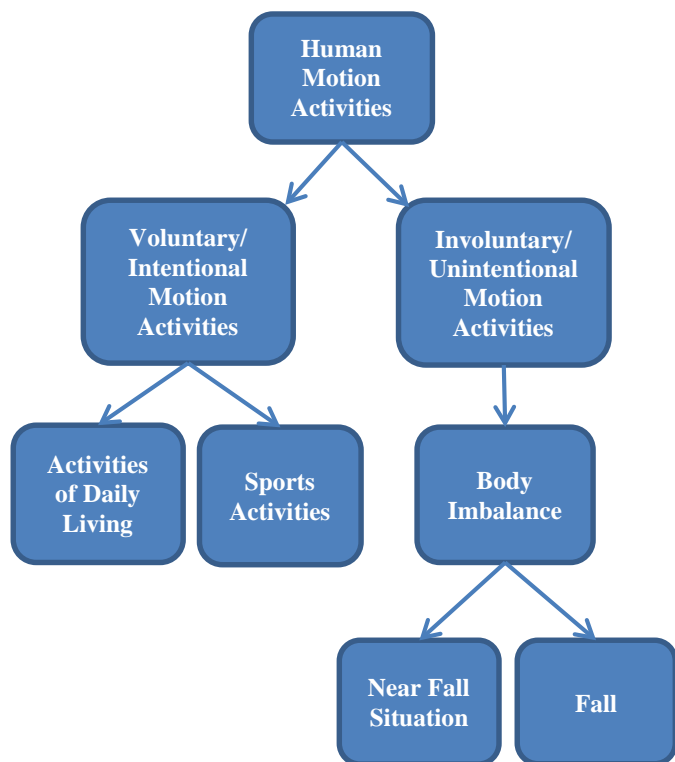 Human
Motion
Activities
Voluntary/
Intentional
Motion
Activities
Involuntary/
Unintentional
Motion
Activities
Activities
of Daily
Living
Sports
Activities
Body
Imbalance
Near Fall
Situation
Fall